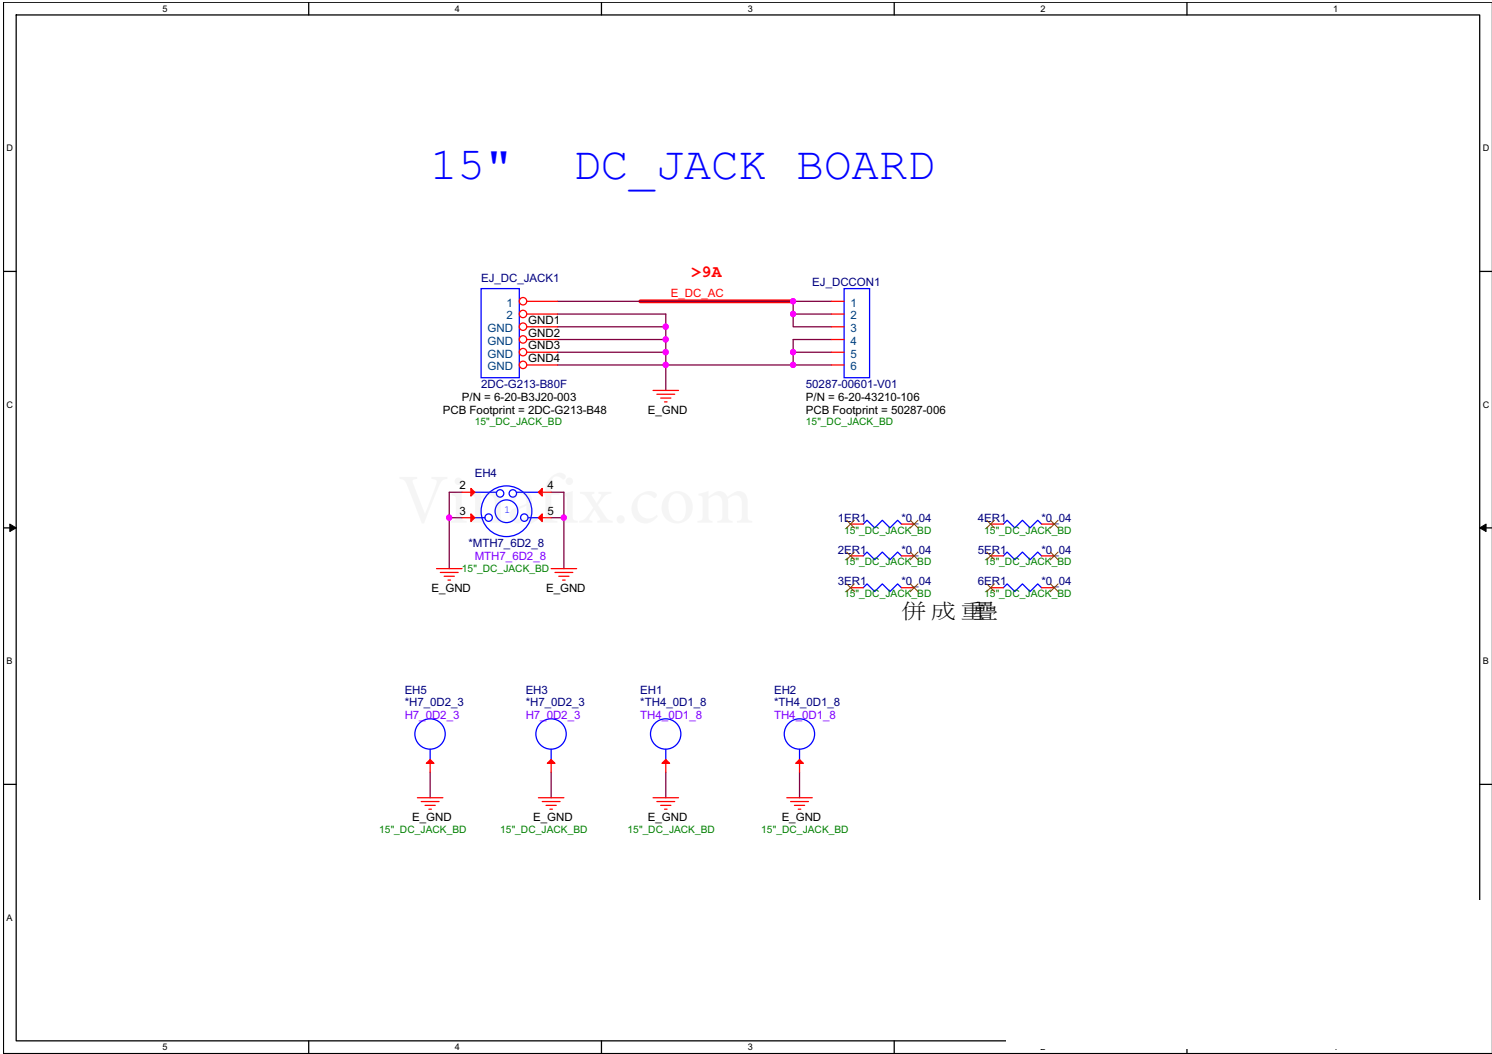 5 4 3 2 1
D D
15" DC_JACK BOARD
>9A
EJ_DC_JACK1
E_DC_AC
EJ_DCCON1
1
2
GND GND1
GND GND2
GND GND3
GND GND4
1
2
3
4
5
6
2DC-G213-B80F
P/N = 6-20-B3J20-003
PCB Footprint = 2DC-G213-B48
15"_DC_JACK_BD
E_GND
50287-00601-V01
P/N = 6-20-43210-106
PCB Footprint = 50287-006
15"_DC_JACK_BD
C C
EH4
2 4
3 1 5
*MTH7_6D2_8
MTH7_6D2_8
15"_DC_JACK_BD
E_GND E_GND
1ER1 *0_04
15"_DC_JACK_BD
4ER1 *0_04
15"_DC_JACK_BD
2ER1 *0_04
15"_DC_JACK_BD
5ER1 *0_04
15"_DC_JACK_BD
3ER1 *0_04
15"_DC_JACK_BD
6ER1 *0_04
15"_DC_JACK_BD
併成重疊
B B
EH5
*H7_0D2_3
H7_0D2_3
E_GND
15"_DC_JACK_BD
EH3
*H7_0D2_3
H7_0D2_3
E_GND
15"_DC_JACK_BD
EH1
*TH4_0D1_8
TH4_0D1_8
E_GND
15"_DC_JACK_BD
EH2
*TH4_0D1_8
TH4_0D1_8
E_GND
15"_DC_JACK_BD
A
5 4 3